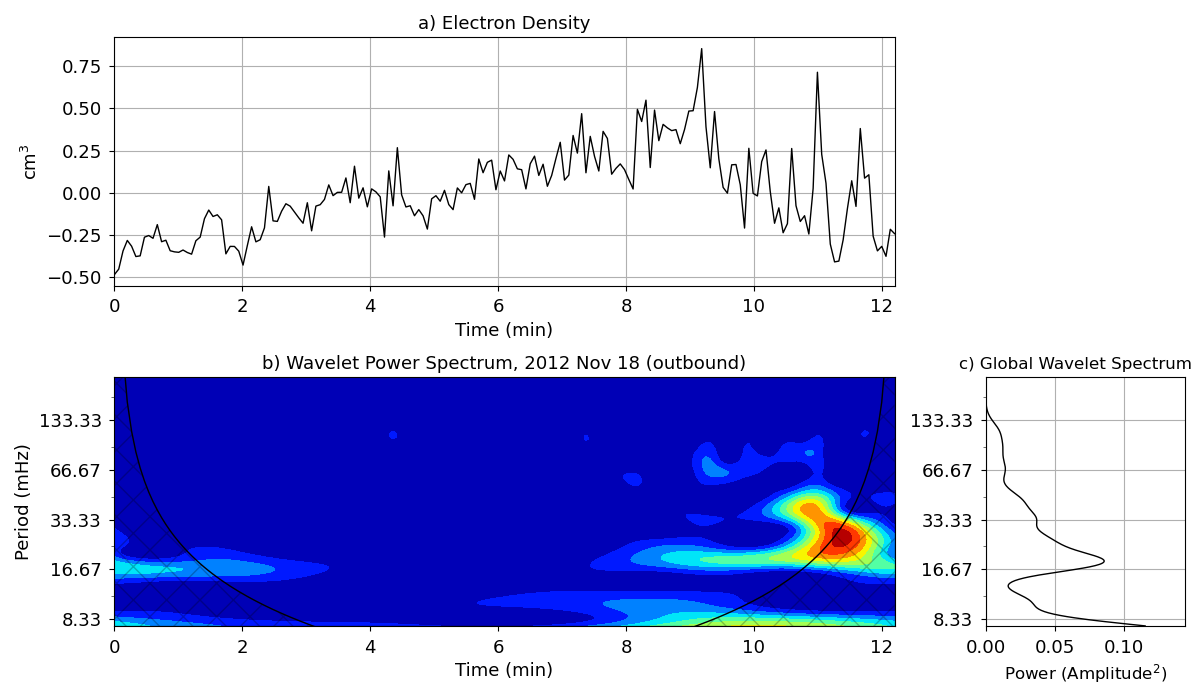 a) Electron Density
cm³
0.75
0.50
0.25
0.00
−0.25
−0.50
0 2 4 6 8 10 12
Time (min)
b) Wavelet Power Spectrum, 2012 Nov 18 (outbound)
Period (mHz)
133.33
66.67
33.33
16.67
8.33
0 2 4 6 8 10 12
Time (min)
c) Global Wavelet Spectrum
133.33
66.67
33.33
16.67
8.33
0.00 0.05 0.10
Power (Amplitude²)